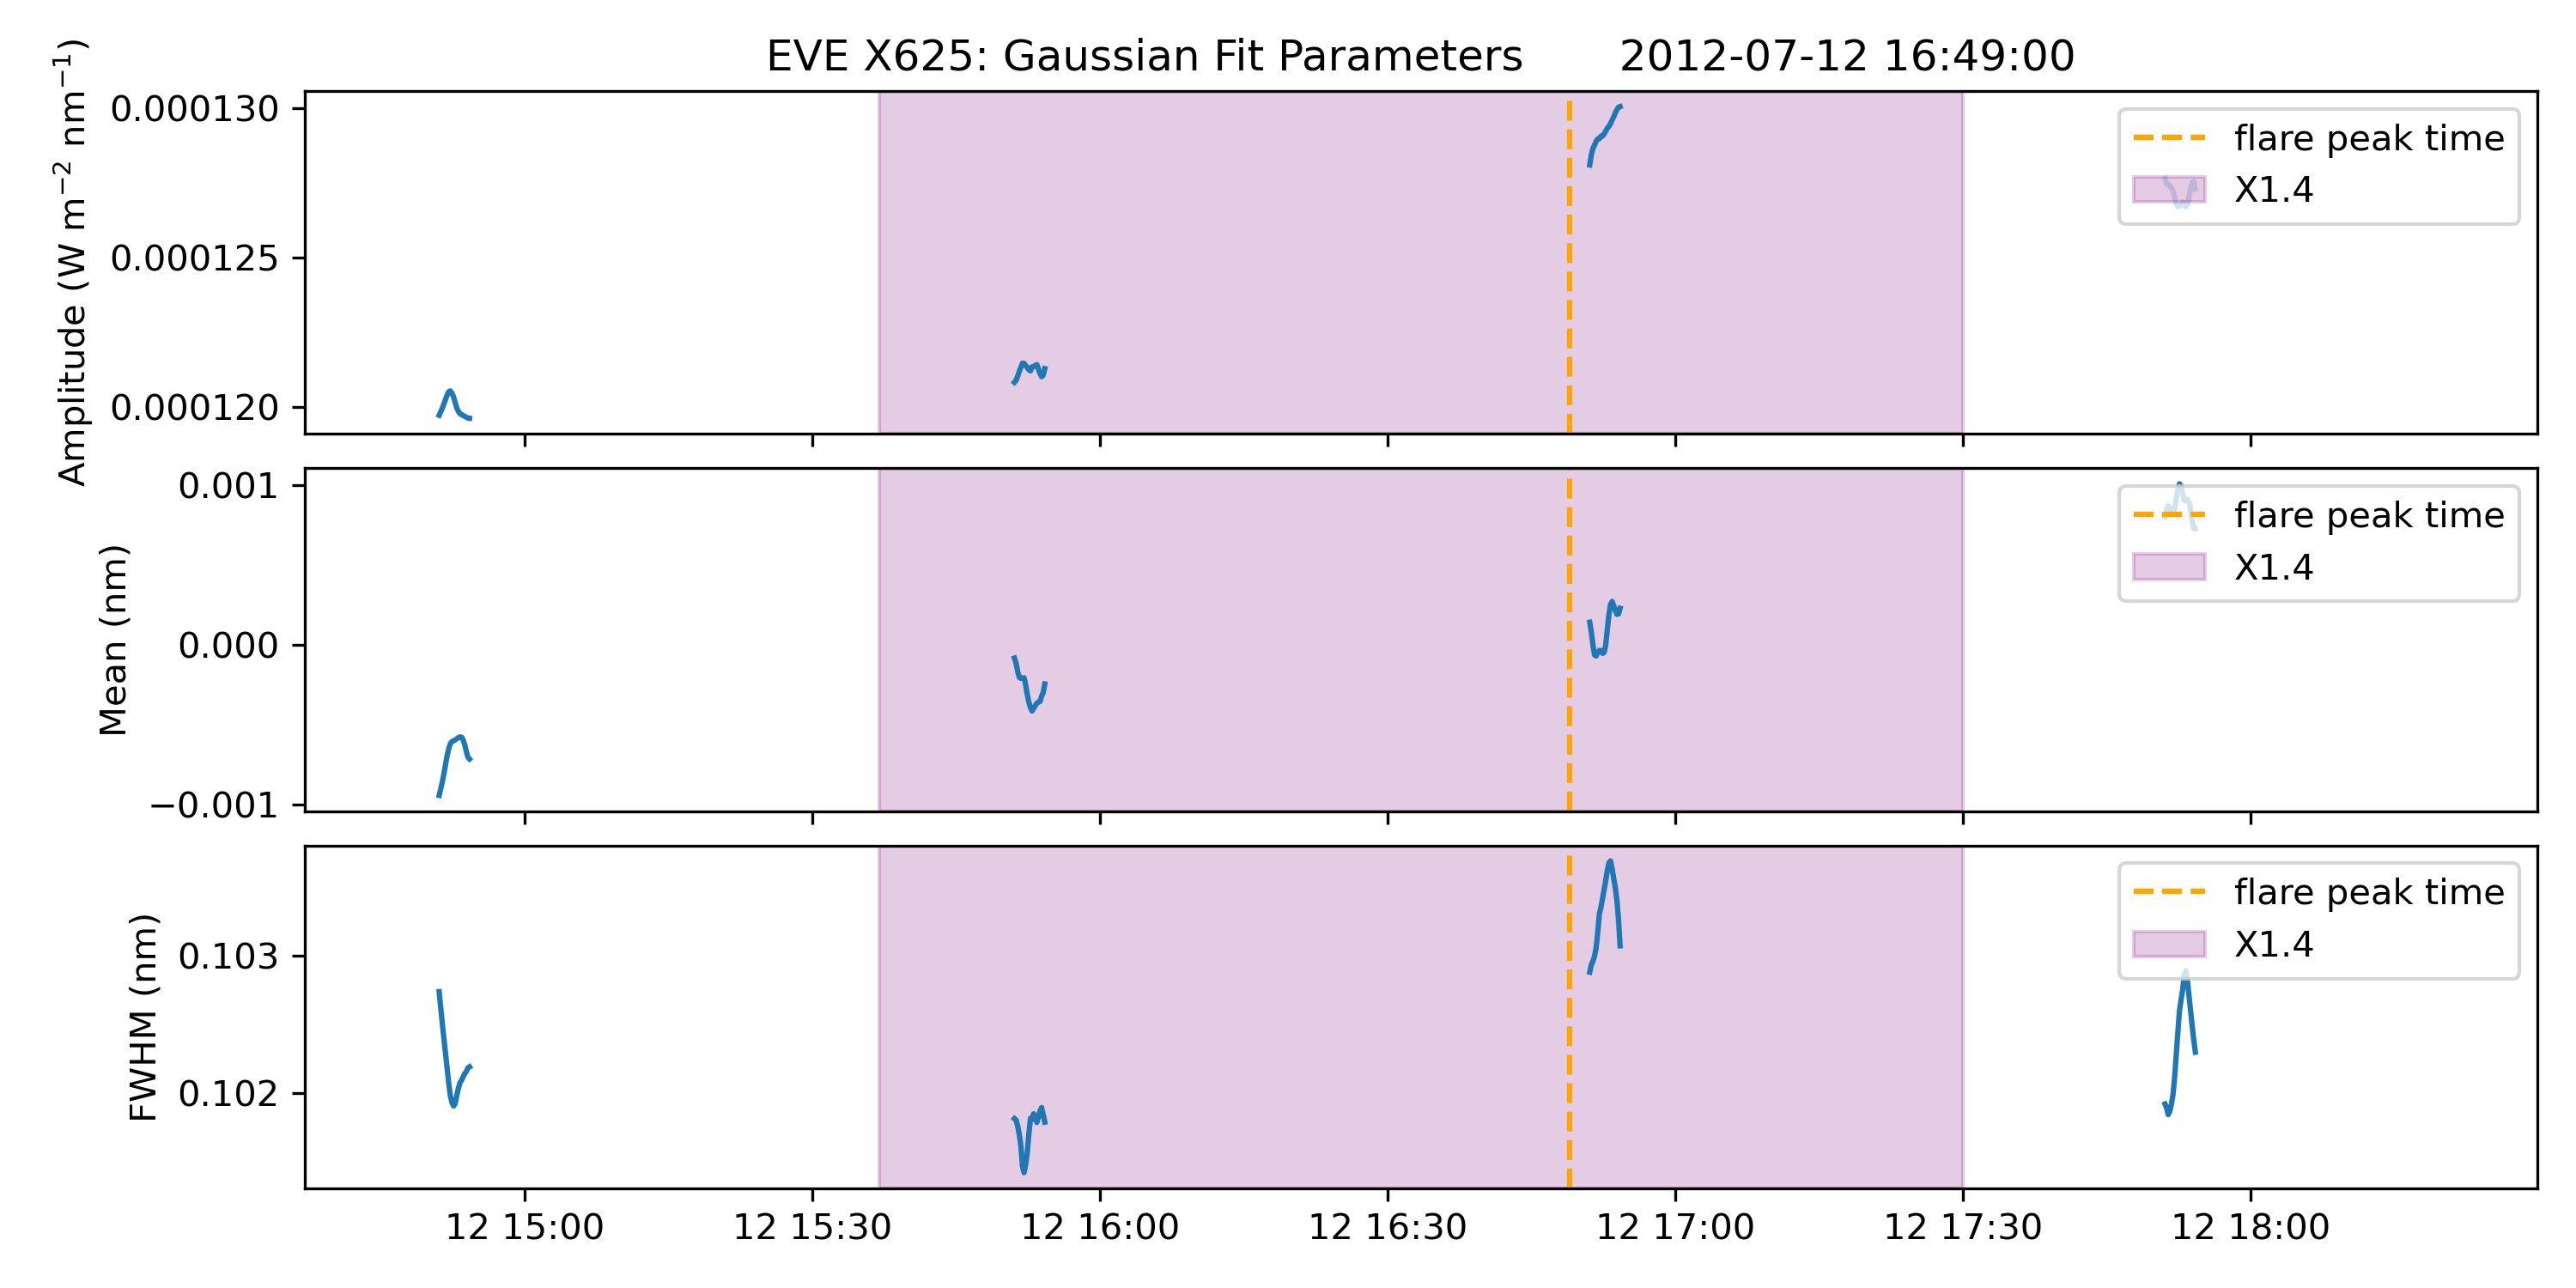 EVE X625: Gaussian Fit Parameters 2012-07-12 16:49:00
Amplitude (W m⁻² nm⁻¹)
0.000130
0.000125
0.000120
flare peak time
X1.4
Mean (nm)
0.001
0.000
−0.001
flare peak time
X1.4
FWHM (nm)
0.103
0.102
flare peak time
X1.4
12 15:00 12 15:30 12 16:00 12 16:30 12 17:00 12 17:30 12 18:00